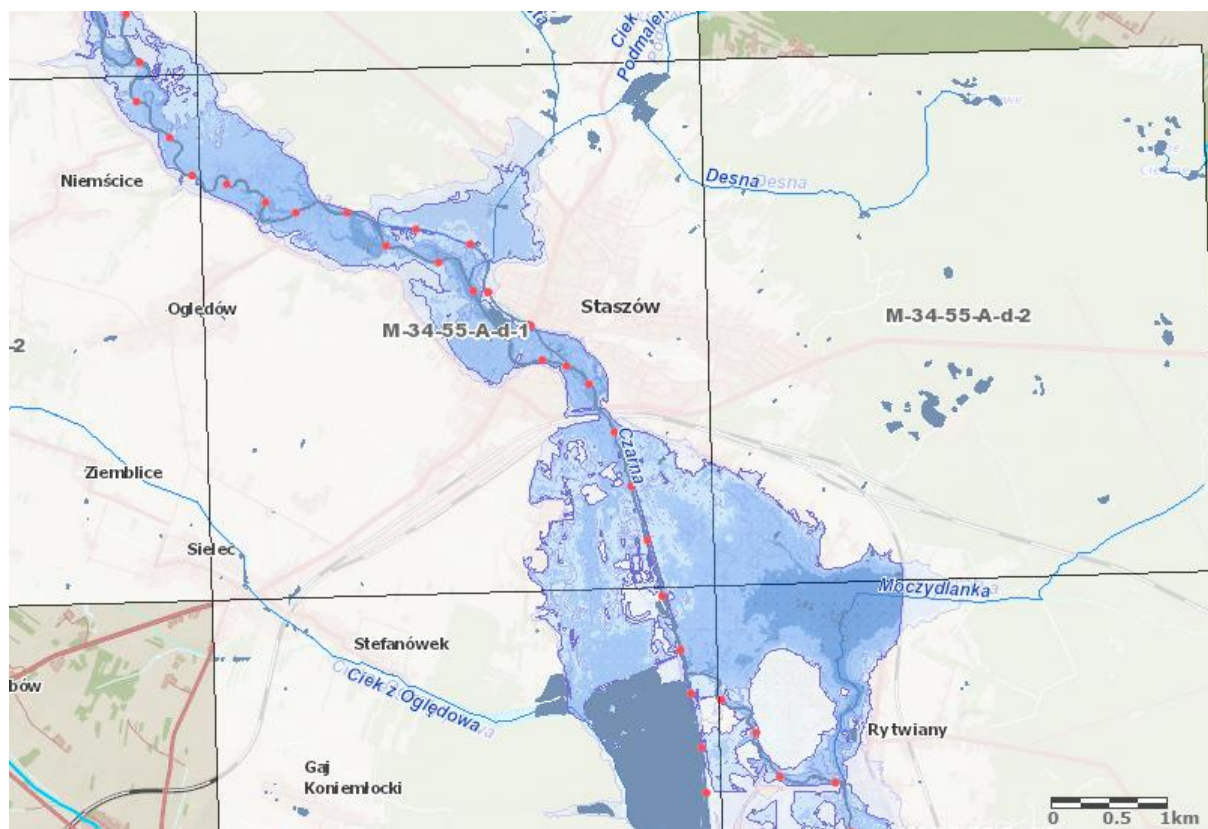 Ciek
Podmaleni
Niemścice
Desna Desna
Oględów
Staszów
M-34-55-A-d-1
M-34-55-A-d-2
-2
Czarna
Ziemblice
Sielec
Moczydlanka
Stefanówek
bów
Ciek z Oględowa
Rytwiany
Gaj
Koniemłocki
0 0.5 1km